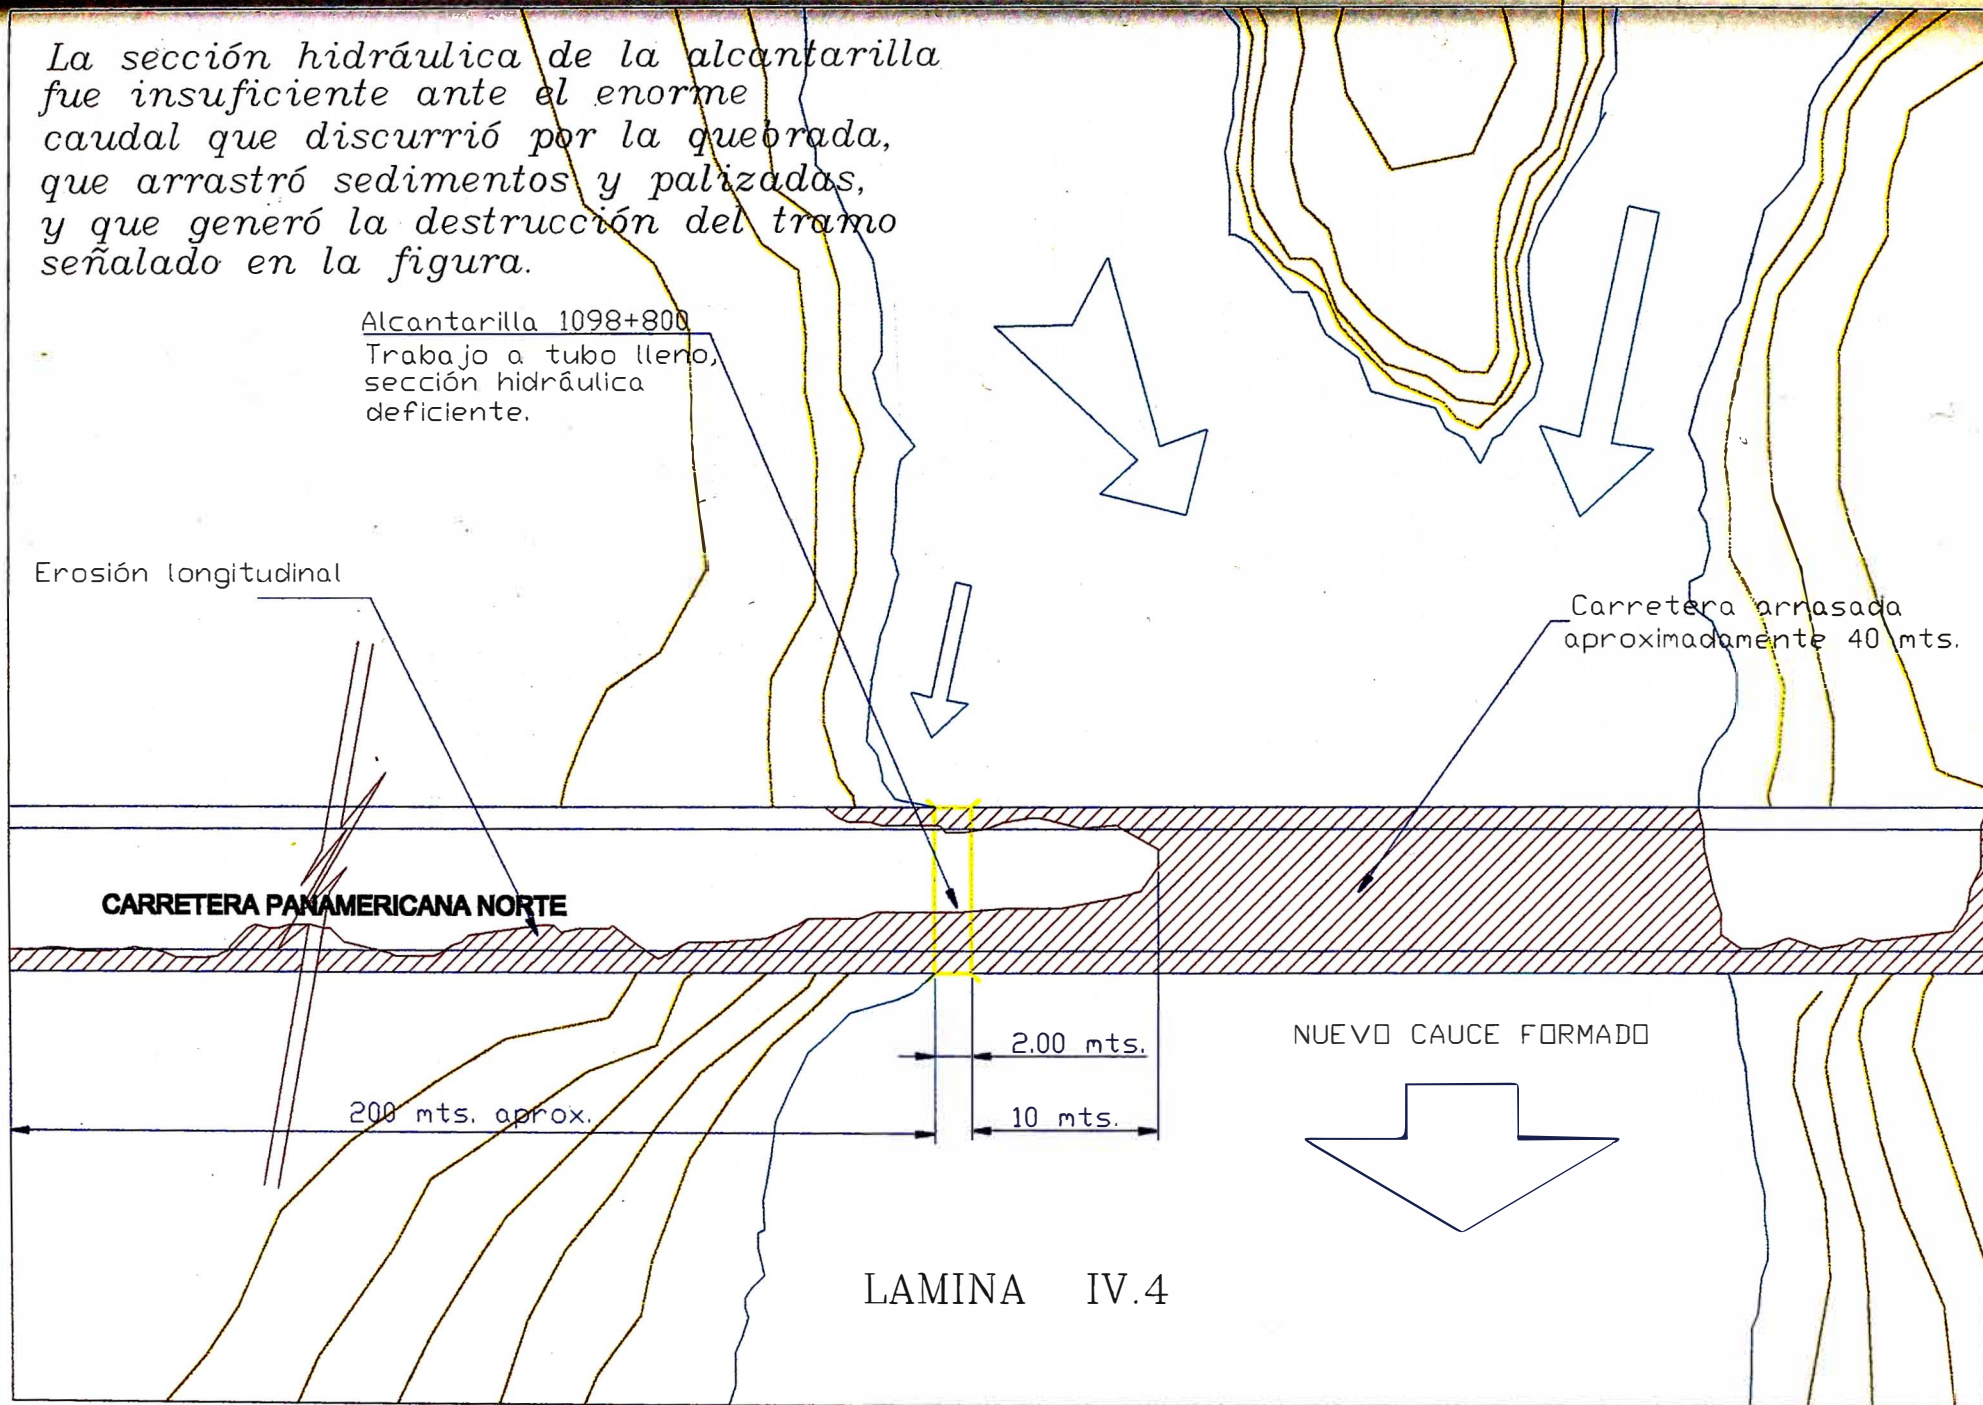 La sección hidráulica de la alcantarilla
fue insuficiente ante el enorme
caudal que discurrió por la quebrada,
que arrastró sedimentos y palizadas,
y que generó la destrucción del tramo
señalado en la figura.
Alcantarilla 1098+800
Trabajo a tubo lleno,
sección hidráulica
deficiente.
Erosión longitudinal
Carretera arrasada
aproximadamente 40 mts.
CARRETERA PANAMERICANA NORTE
2.00 mts.
NUEVO CAUCE FORMADO
200 mts. aprox.
10 mts.
LAMINA IV.4